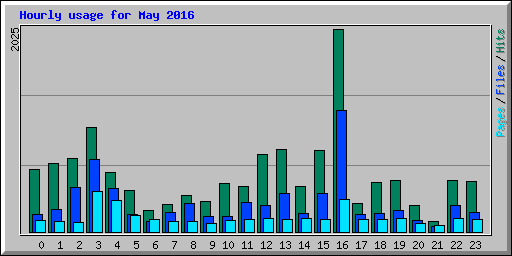 Hourly usage for May 2016
2025
Pages/Files/Hits
0 1 2 3 4 5 6 7 8 9 10 11 12 13 14 15 16 17 18 19 20 21 22 23